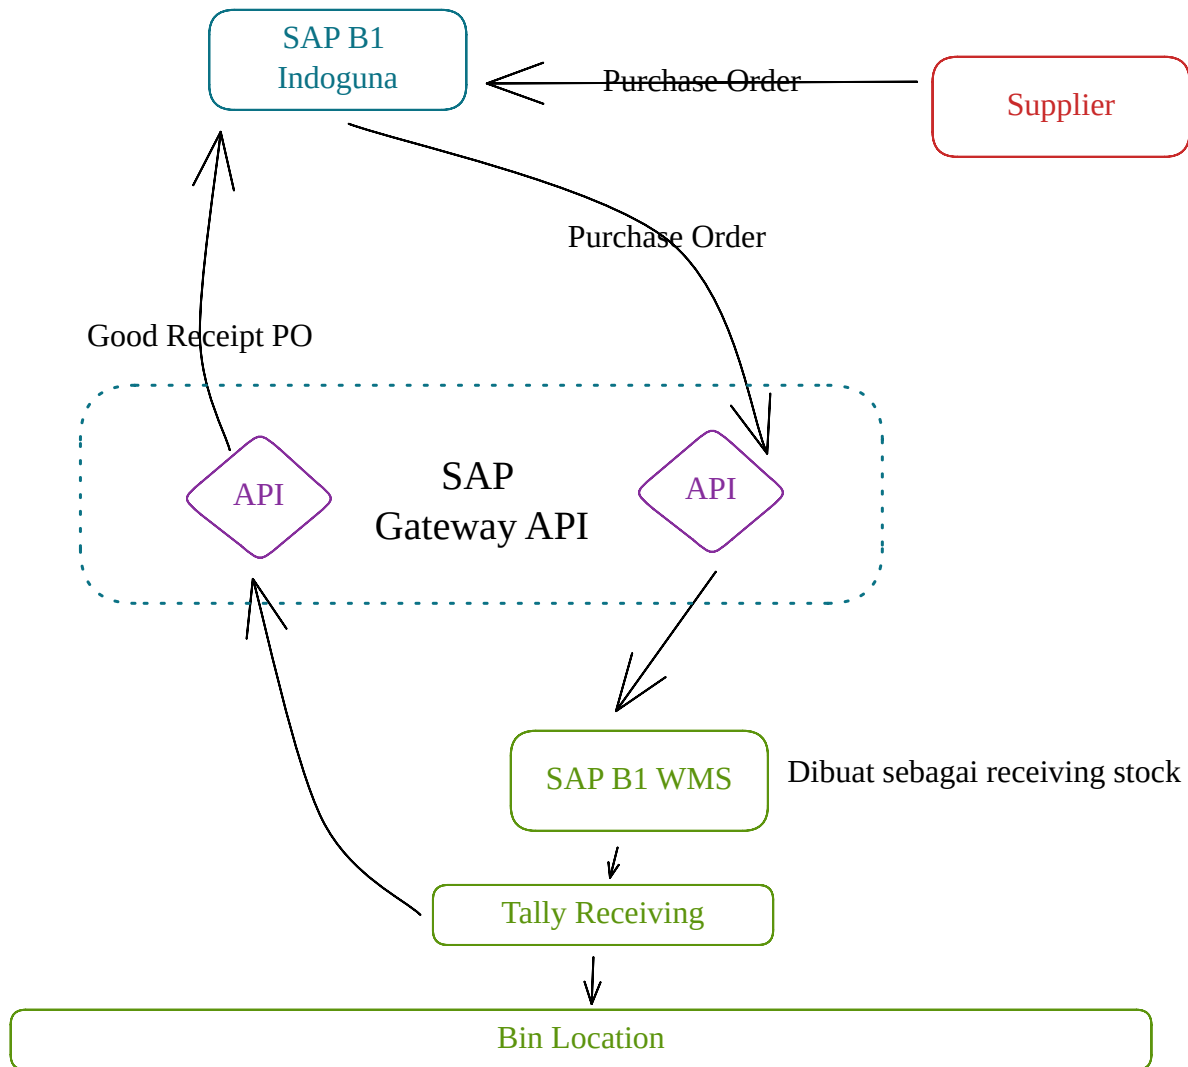 SAP B1
Indoguna
Purchase Order
Supplier
Purchase Order
Good Receipt PO
API
SAP
Gateway API
API
SAP B1 WMS
Dibuat sebagai receiving stock
Tally Receiving
Bin Location